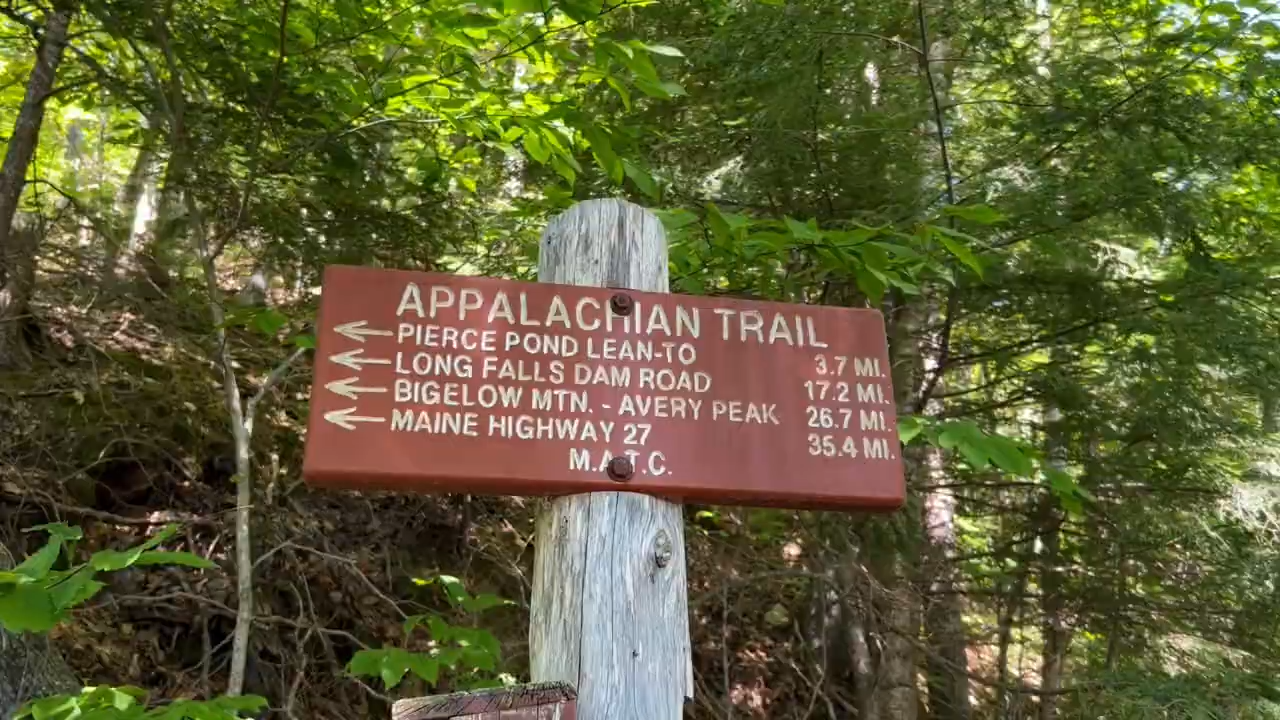 APPALACHIAN TRAIL
PIERCE POND LEAN-TO 3.7 MI.
LONG FALLS DAM ROAD 17.2 MI.
BIGELOW MTN. - AVERY PEAK 26.7 MI.
MAINE HIGHWAY 27 35.4 MI.
M.A.T.C.